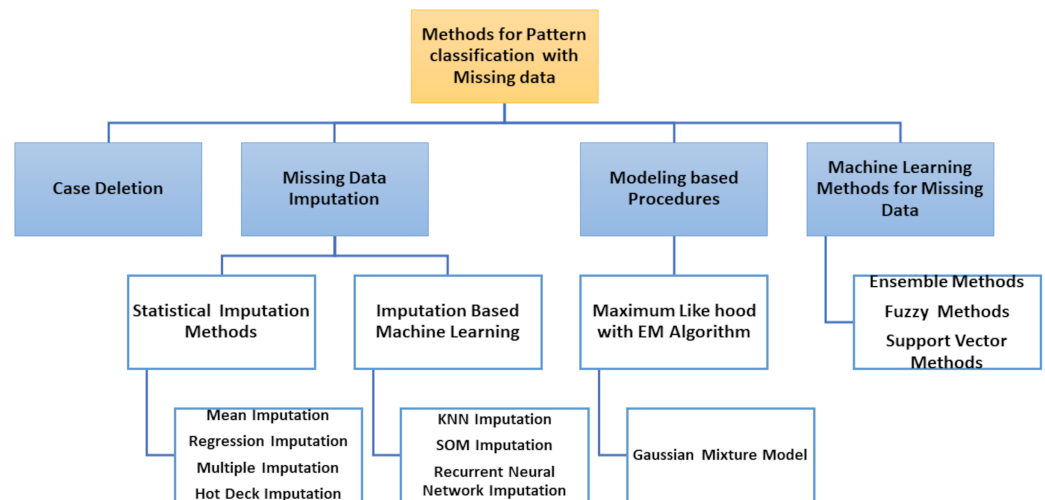 Methods for Pattern
classification with
Missing data
Case Deletion
Missing Data
Imputation
Modeling based
Procedures
Machine Learning
Methods for Missing
Data
Statistical Imputation
Methods
Imputation Based
Machine Learning
Maximum Like hood
with EM Algorithm
Ensemble Methods
Fuzzy Methods
Support Vector
Methods
Mean Imputation
Regression Imputation
Multiple Imputation
Hot Deck Imputation
KNN Imputation
SOM Imputation
Recurrent Neural
Network Imputation
Gaussian Mixture Model